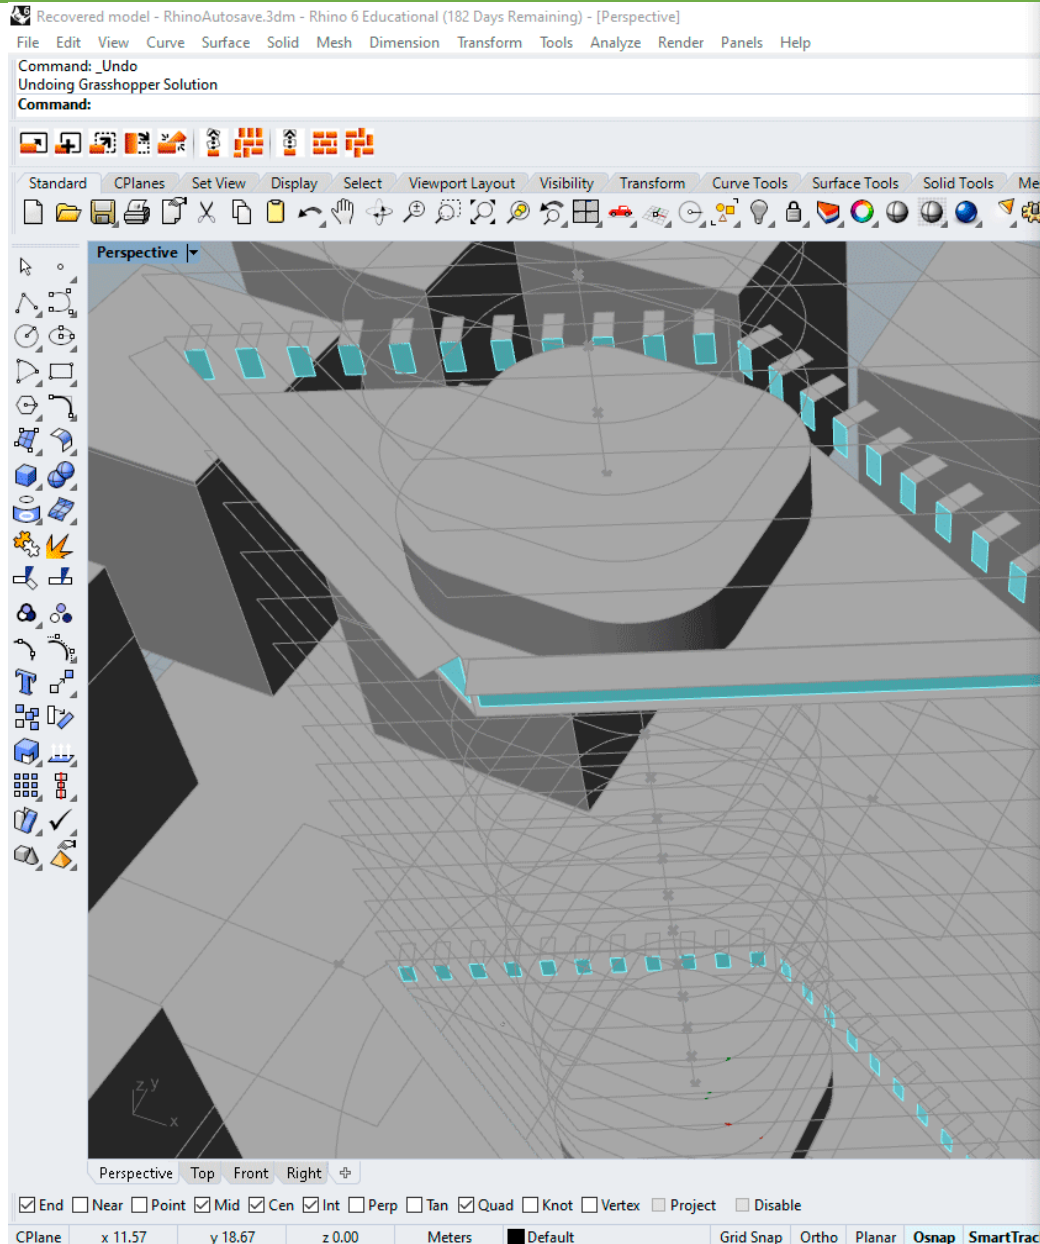 Recovered model - RhinoAutosave.3dm - Rhino 6 Educational (182 Days Remaining) - [Perspective]
File Edit View Curve Surface Solid Mesh Dimension Transform Tools Analyze Render Panels Help
Command: _Undo
Undoing Grasshopper Solution
Command:
Standard CPlanes Set View Display Select Viewport Layout Visibility Transform Curve Tools Surface Tools Solid Tools Me
Perspective
z,y
x
Perspective Top Front Right
End Near Point Mid Cen Int Perp Tan Quad Knot Vertex Project Disable
CPlane x 11.57 y 18.67 z 0.00 Meters Default Grid Snap Ortho Planar Osnap SmartTrac